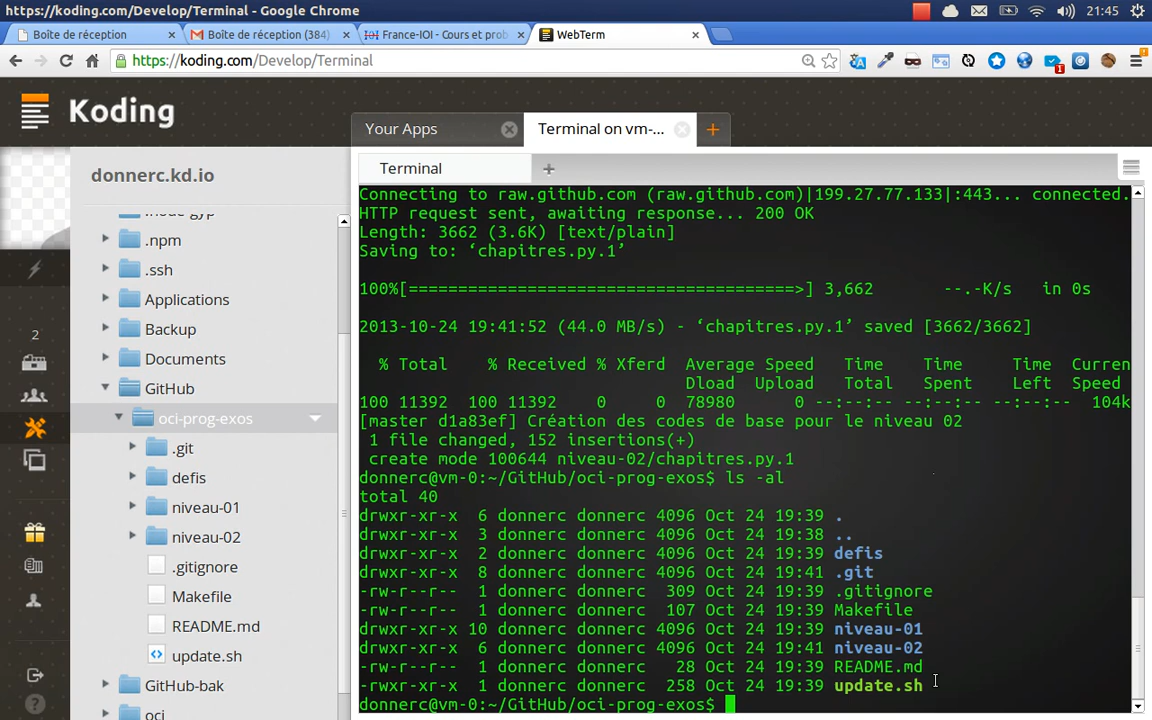 https://koding.com/Develop/Terminal - Google Chrome
21:45
Boîte de réception
Boîte de réception (384)
France-IOI - Cours et prob
WebTerm
https://koding.com/Develop/Terminal
1
Koding
Your Apps
Terminal on vm-...
donnerc.kd.io
Terminal
.npm
.ssh
Applications
Backup
Documents
GitHub
oci-prog-exos
.git
defis
niveau-01
niveau-02
.gitignore
Makefile
README.md
update.sh
GitHub-bak
oci
2
Connecting to raw.github.com (raw.github.com)|199.27.77.133|:443... connected.
HTTP request sent, awaiting response... 200 OK
Length: 3662 (3.6K) [text/plain]
Saving to: ‘chapitres.py.1’
100%[======================================>] 3,662       --.-K/s   in 0s
2013-10-24 19:41:52 (44.0 MB/s) - ‘chapitres.py.1’ saved [3662/3662]
  % Total    % Received % Xferd  Average Speed   Time    Time     Time  Curren
                                 Dload  Upload   Total   Spent    Left  Speed
100 11392  100 11392    0     0  78980      0 --:--:-- --:--:-- --:--:--  104k
[master d1a83ef] Création des codes de base pour le niveau 02
 1 file changed, 152 insertions(+)
 create mode 100644 niveau-02/chapitres.py.1
donnerc@vm-0:~/GitHub/oci-prog-exos$ ls -al
total 40
drwxr-xr-x  6 donnerc donnerc 4096 Oct 24 19:39 .
drwxr-xr-x  3 donnerc donnerc 4096 Oct 24 19:38 ..
drwxr-xr-x  2 donnerc donnerc 4096 Oct 24 19:39 defis
drwxr-xr-x  8 donnerc donnerc 4096 Oct 24 19:41 .git
-rw-r--r--  1 donnerc donnerc  309 Oct 24 19:39 .gitignore
-rw-r--r--  1 donnerc donnerc  107 Oct 24 19:39 Makefile
drwxr-xr-x 10 donnerc donnerc 4096 Oct 24 19:39 niveau-01
drwxr-xr-x  2 donnerc donnerc 4096 Oct 24 19:41 niveau-02
-rw-r--r--  1 donnerc donnerc   28 Oct 24 19:39 README.md
-rwxr-xr-x  1 donnerc donnerc  258 Oct 24 19:39 update.sh
donnerc@vm-0:~/GitHub/oci-prog-exos$